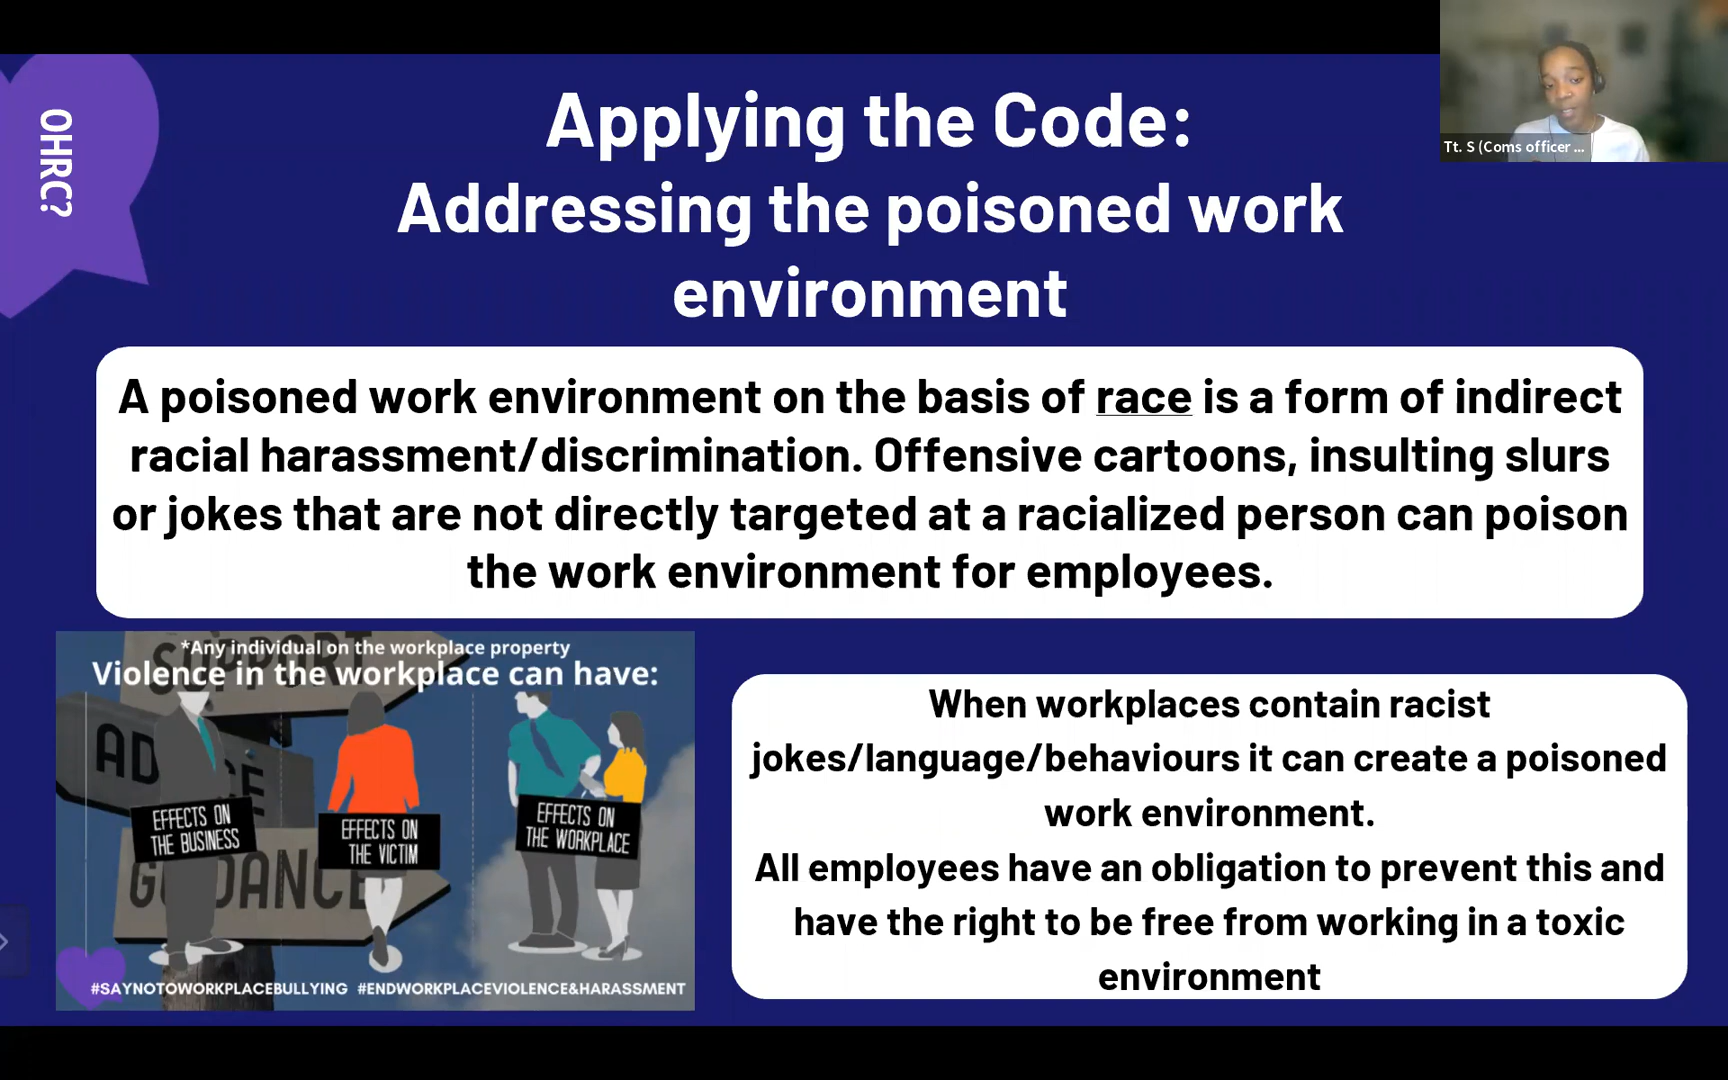 OHRC?
Applying the Code:
Addressing the poisoned work
environment
Tt. S (Coms officer ...
A poisoned work environment on the basis of race is a form of indirect
racial harassment/discrimination. Offensive cartoons, insulting slurs
or jokes that are not directly targeted at a racialized person can poison
the work environment for employees.
SUPPORT
*Any individual on the workplace property
Violence in the workplace can have:
EFFECTS ON
THE BUSINESS
EFFECTS ON
THE VICTIM
EFFECTS ON
THE WORKPLACE
GUIDANCE
#SAYNOTOWORKPLACEBULLYING #ENDWORKPLACEVIOLENCE&HARASSMENT
When workplaces contain racist
jokes/language/behaviours it can create a poisoned
work environment.
All employees have an obligation to prevent this and
have the right to be free from working in a toxic
environment